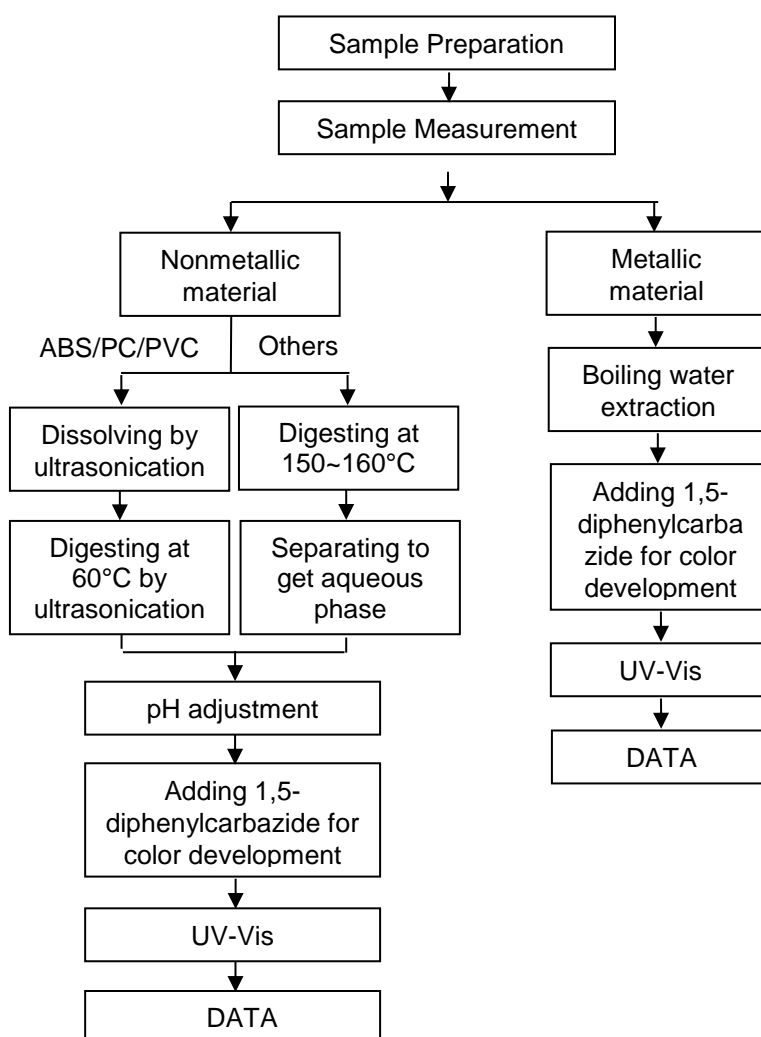 Sample Preparation
Sample Measurement
Nonmetallic
material
ABS/PC/PVC
Others
Dissolving by
ultrasonication
Digesting at
150~160°C
Digesting at
60°C by
ultrasonication
Separating to
get aqueous
phase
pH adjustment
Adding 1,5-
diphenylcarbazide for
color development
UV-Vis
DATA
Metallic
material
Boiling water
extraction
Adding 1,5-
diphenylcarba
zide for color
development
UV-Vis
DATA